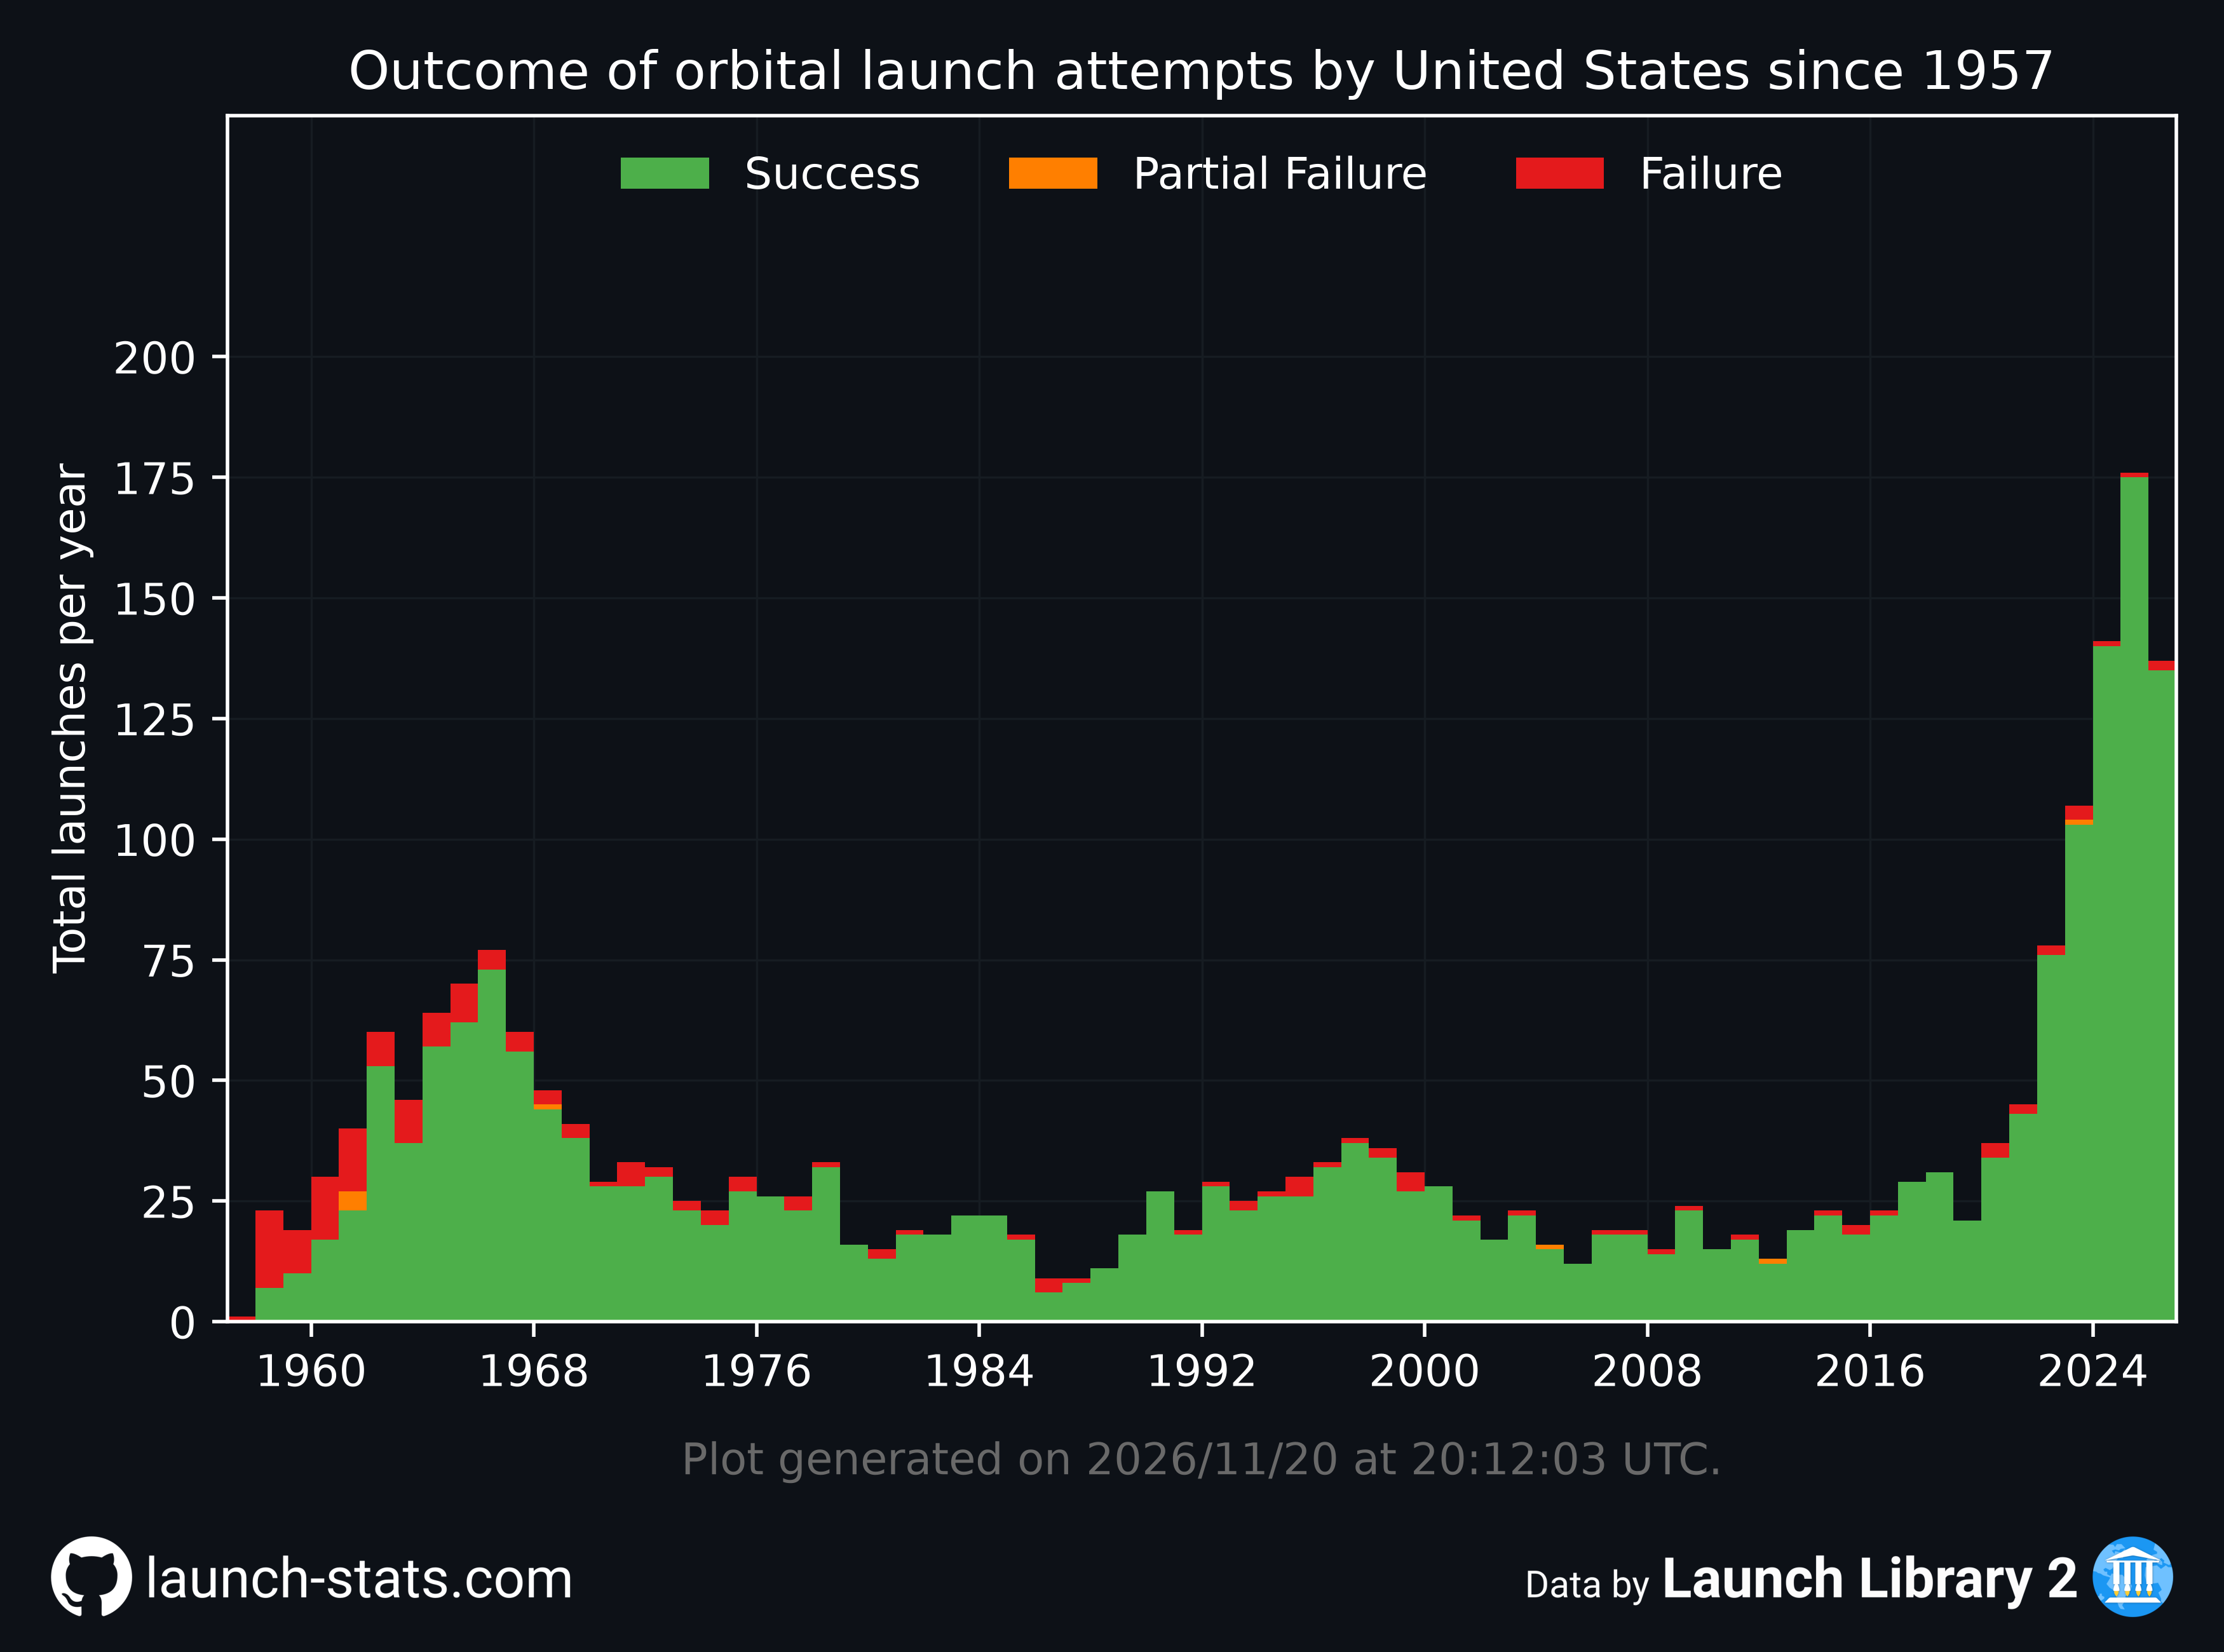 Outcome of orbital launch attempts by United States since 1957
Success Partial Failure Failure
Total launches per year
200
175
150
125
100
75
50
25
0
1960 1968 1976 1984 1992 2000 2008 2016 2024
Plot generated on 2026/11/20 at 20:12:03 UTC.
launch-stats.com
Data by Launch Library 2